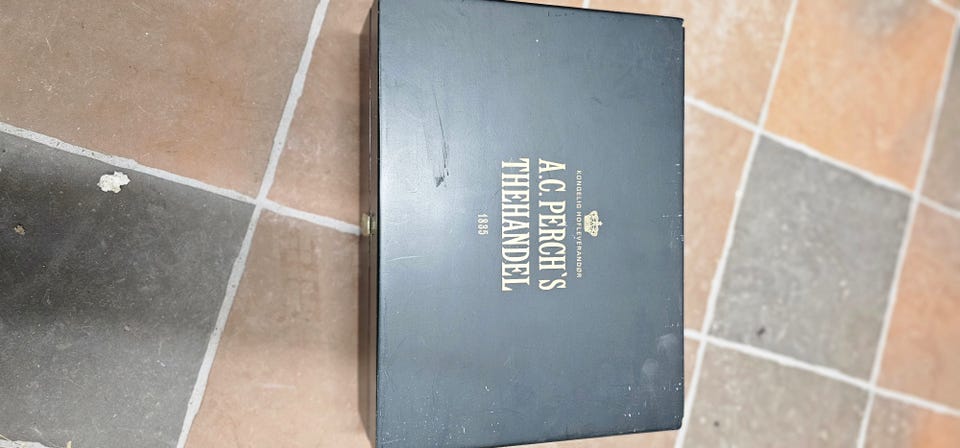 KONGELIG HOFLEVERANDØR
A.C. PERCH'S
THEHANDEL
1835